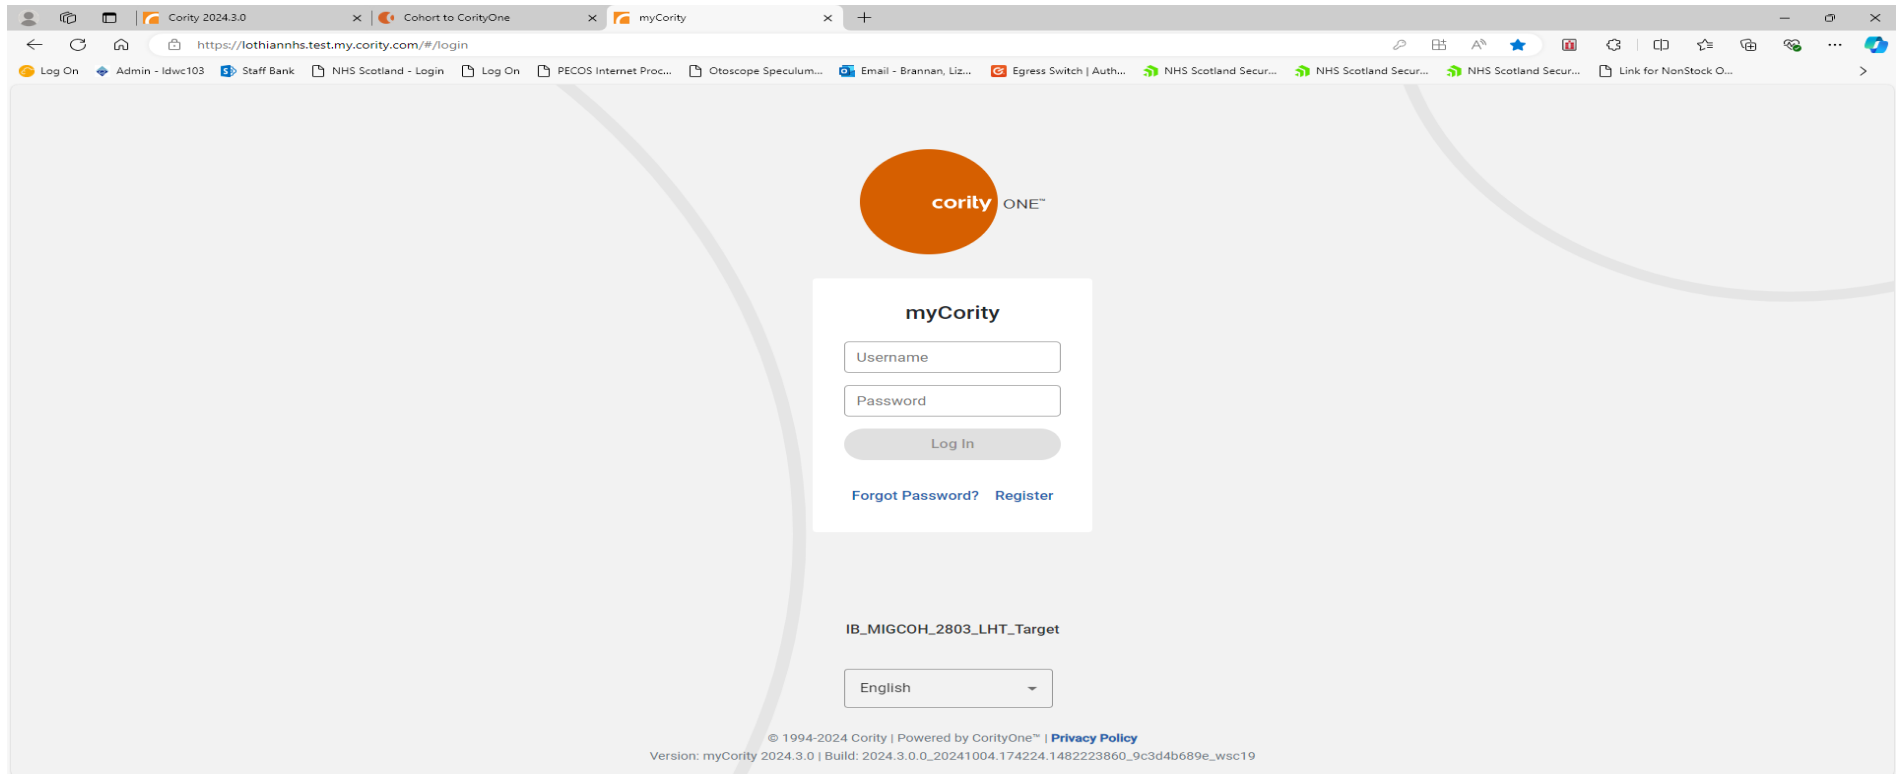 Cority 2024.3.0
Cohort to CorityOne
myCority
https://lothiannhs.test.my.cority.com/#/login
Log On
Admin - ldwc103
Staff Bank
NHS Scotland - Login
Log On
PECOS Internet Proc...
Otoscope Speculum...
Email - Brannan, Liz...
Egress Switch | Auth...
NHS Scotland Secur...
NHS Scotland Secur...
NHS Scotland Secur...
Link for NonStock O...
cority ONE™
myCority
Username
Password
Log In
Forgot Password? Register
IB_MIGCOH_2803_LHT_Target
English
© 1994-2024 Cority | Powered by CorityOne™ | Privacy Policy
Version: myCority 2024.3.0 | Build: 2024.3.0.0_20241004.174224.1482223860_9c3d4b689e_wsc19